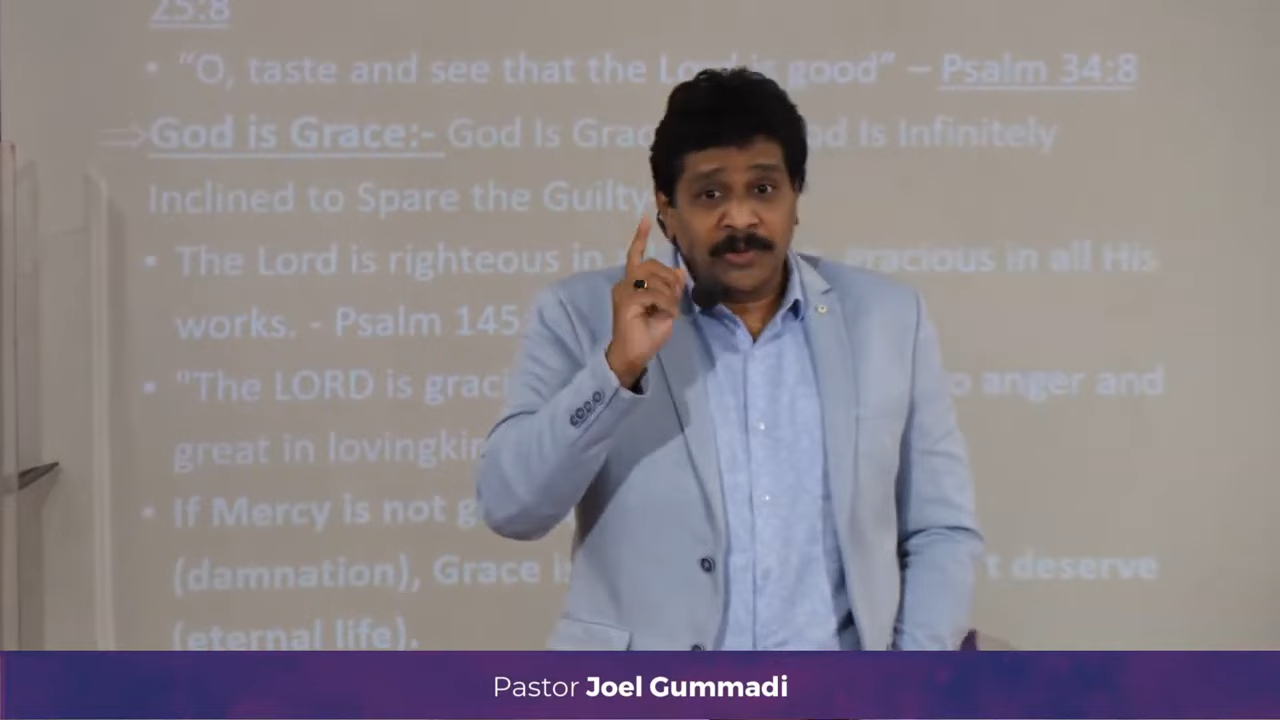 25:8
• “O, taste and see that the Lord is good” – Psalm 34:8
⇒God is Grace:- God Is Grac d Is Infinitely
Inclined to Spare the Guilty
• The Lord is righteous in gracious in all His
works. - Psalm 145:
• "The LORD is graci o anger and
great in lovingkin
• If Mercy is not g
(damnation), Grace is t deserve
(eternal life).
Pastor Joel Gummadi